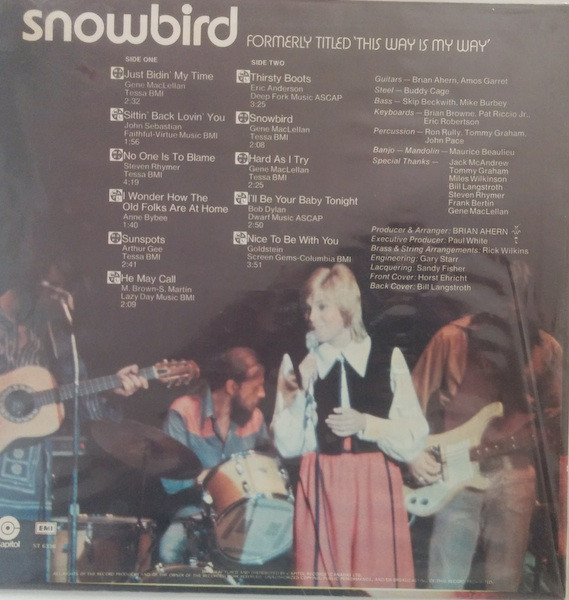 snowbird FORMERLY TITLED 'THIS WAY IS MY WAY'
SIDE ONE
Just Bidin' My Time
Gene MacLellan
Tessa BMI
2:32
Sittin' Back Lovin' You
John Sebastian
Faithful-Virtue Music BMI
1:56
No One Is To Blame
Steven Rhymer
Tessa BMI
4:19
I Wonder How The
Old Folks Are At Home
Anne Bybee
1:40
Sunspots
Arthur Gee
Tessa BMI
2:41
He May Call
M. Brown-S. Martin
Lazy Day Music BMI
2:09
SIDE TWO
Thirsty Boots
Eric Anderson
Deep Fork Music ASCAP
3:25
Snowbird
Gene MacLellan
Tessa BMI
2:08
Hard As I Try
Gene MacLellan
Tessa BMI
2:25
I'll Be Your Baby Tonight
Bob Dylan
Dwarf Music ASCAP
2:50
Nice To Be With You
Goldstein
Screen Gems-Columbia BMI
3:51
Guitars – Brian Ahern, Amos Garrel
Steel – Buddy Cage
Bass – Skip Beckwith, Mike Burtley
Keyboards – Brian Browne, Pat Riccio Jr.
Eric Robertson
Percussion – Ron Rully, Tommy Graham,
John Pace
Banjo – Mandolin – Maurice Beaulieu
Special Thanks – Jack McAndrew
Tommy Graham
Miles Wilkinson
Bill Langstroth
Steven Rhymer
Frank Bertin
Gene MacLellan
Producer & Arranger: BRIAN AHERN
Executive Producer: Paul White
Brass & String Arrangements: Rick Wilkins
Engineering: Gary Starr
Lacquering: Sandy Fisher
Front Cover: Horst Ehricht
Back Cover: Bill Langstroth
Capitol
EMI